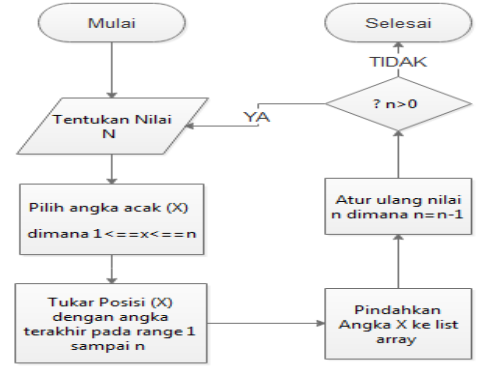 Mulai
Tentukan Nilai
N
Pilih angka acak (X)
dimana 1<==x<==n
Tukar Posisi (X)
dengan angka
terakhir pada range 1
sampai n
Pindahkan
Angka X ke list
array
Atur ulang nilai
n dimana n=n-1
? n>0
YA
TIDAK
Selesai